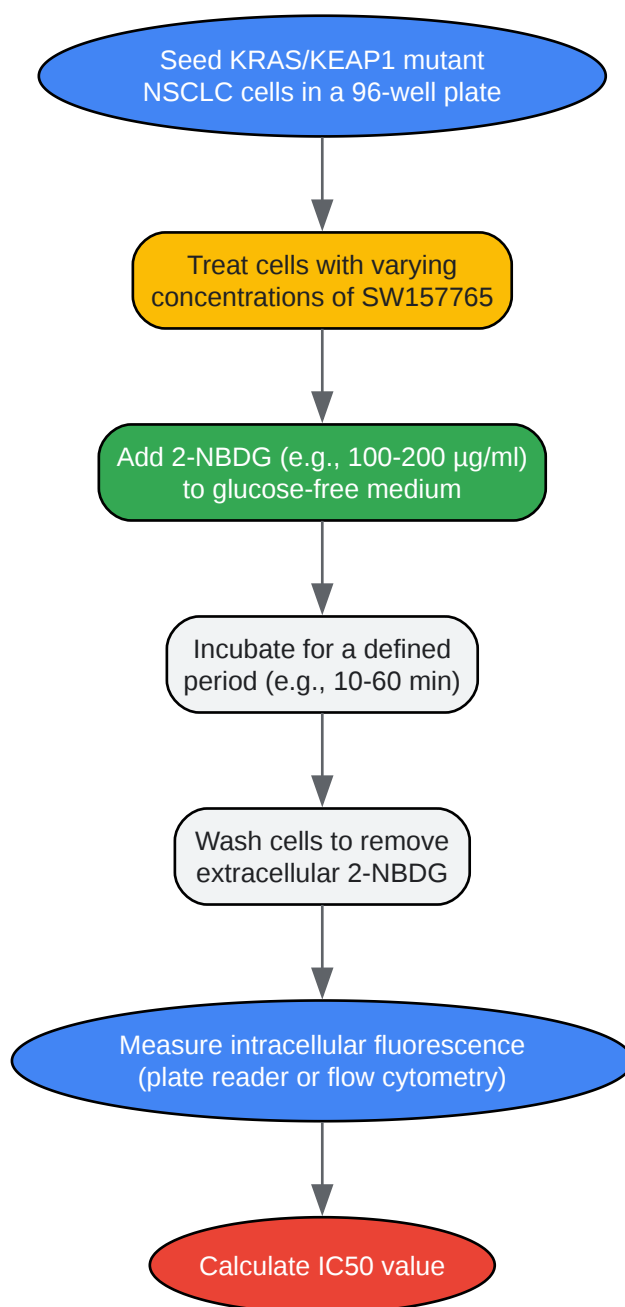 Seed KRAS/KEAP1 mutant
NSCLC cells in a 96-well plate
Treat cells with varying
concentrations of SW157765
Add 2-NBDG (e.g., 100-200 µg/ml)
to glucose-free medium
Incubate for a defined
period (e.g., 10-60 min)
Wash cells to remove
extracellular 2-NBDG
Measure intracellular fluorescence
(plate reader or flow cytometry)
Calculate IC50 value